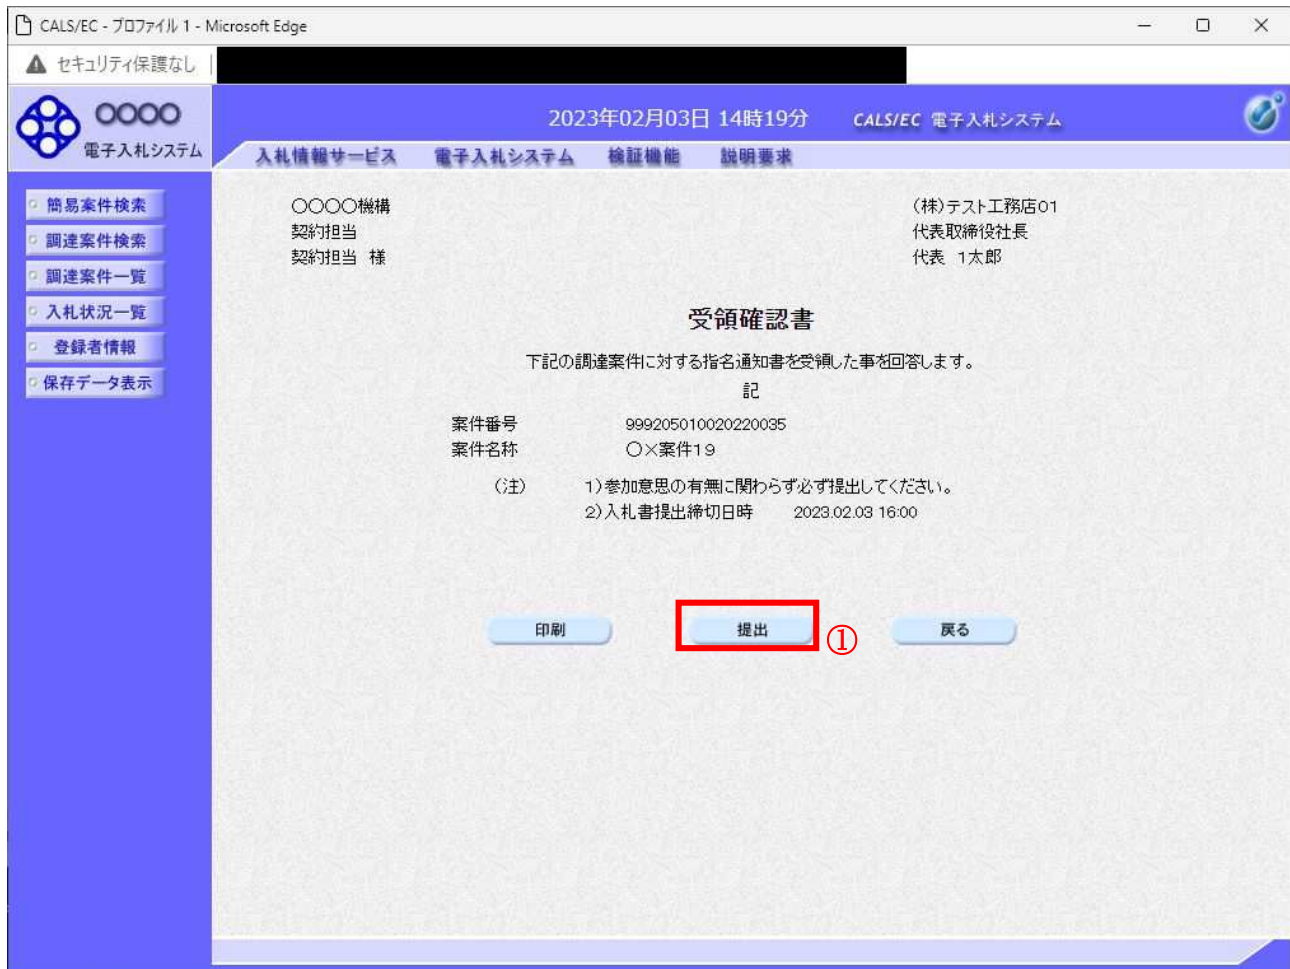 CALS/EC - プロファイル 1 - Microsoft Edge
セキュリティ保護なし
〇〇〇〇
電子入札システム
2023年02月03日 14時19分
CALS/EC 電子入札システム
入札情報サービス 電子入札システム 検証機能 説明要求
簡易案件検索
調達案件検索
調達案件一覧
入札状況一覧
登録者情報
保存データ表示
〇〇〇〇機構
契約担当
契約担当 様
(株)テスト工務店01
代表取締役社長
代表 1太郎
受領確認書
下記の調達案件に対する指名通知書を受領した事を回答します。
記
案件番号 999205010020220035
案件名称 〇×案件19
(注) 1)参加意思の有無に関わらず必ず提出してください。
2)入札書提出締切日時 2023.02.03 16:00
印刷 提出 ① 戻る